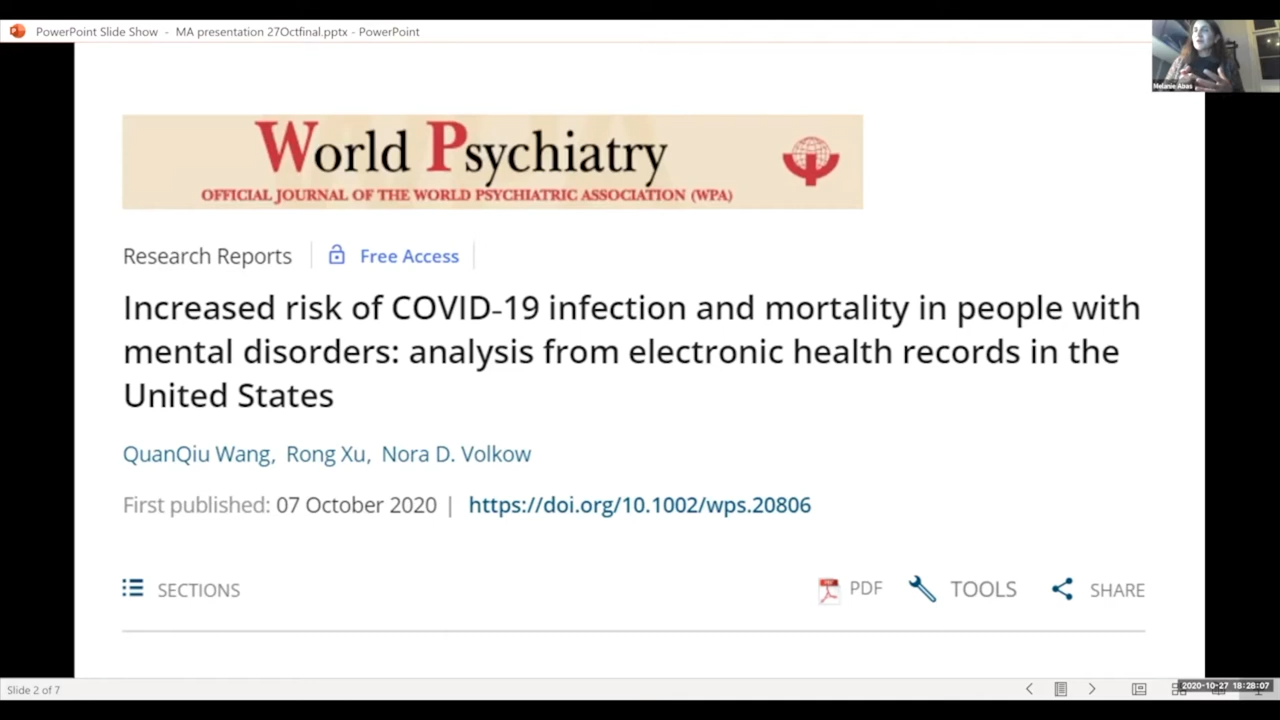 PowerPoint Slide Show - MA presentation 27Octfinal.pptx - PowerPoint
Melanie Abas
World Psychiatry
OFFICIAL JOURNAL OF THE WORLD PSYCHIATRIC ASSOCIATION (WPA)
Research Reports
Free Access
Increased risk of COVID-19 infection and mortality in people with
mental disorders: analysis from electronic health records in the
United States
QuanQiu Wang, Rong Xu, Nora D. Volkow
First published: 07 October 2020 | https://doi.org/10.1002/wps.20806
SECTIONS
PDF
TOOLS
SHARE
Slide 2 of 7
2020-10-27 18:28:07